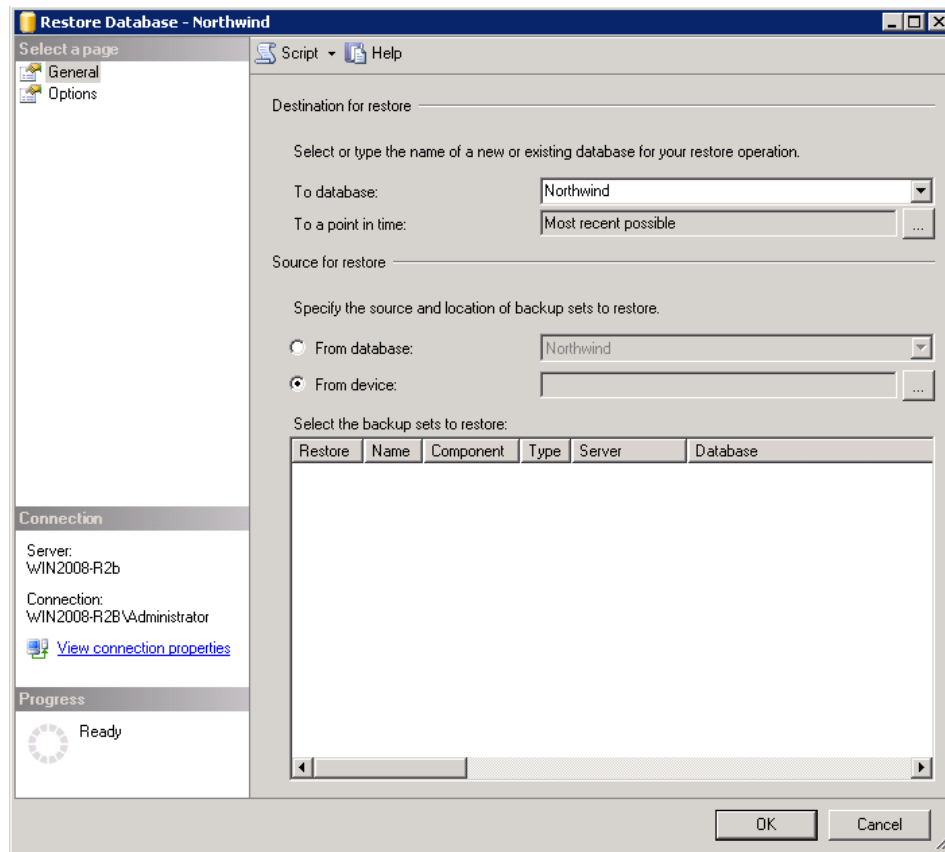 Restore Database - Northwind
Select a page
General
Options
Script
Help
Destination for restore
Select or type the name of a new or existing database for your restore operation.
To database:
Northwind
To a point in time:
Most recent possible
...
Source for restore
Specify the source and location of backup sets to restore.
From database:
Northwind
From device:
...
Select the backup sets to restore:
Restore Name Component Type Server Database
Connection
Server:
WIN2008-R2b
Connection:
WIN2008-R2B\Administrator
View connection properties
Progress
Ready
OK
Cancel